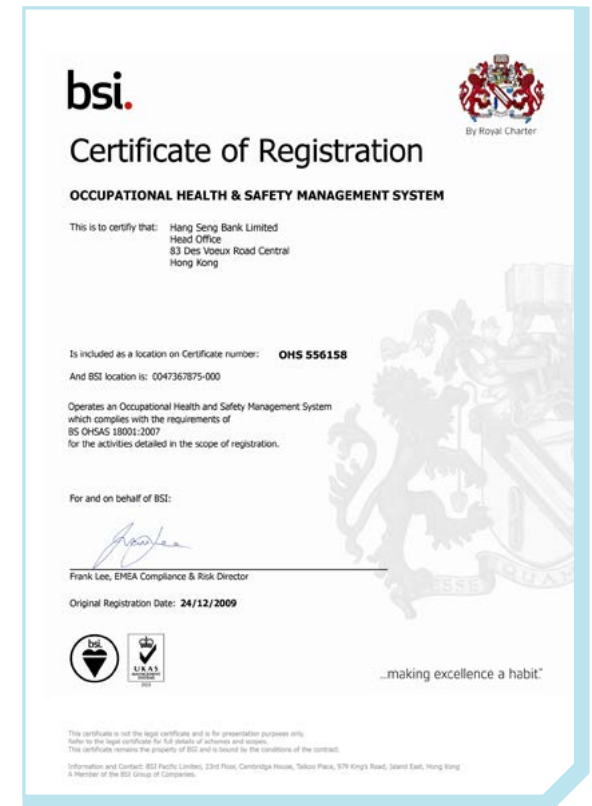 bsi.
By Royal Charter
Certificate of Registration
OCCUPATIONAL HEALTH & SAFETY MANAGEMENT SYSTEM
This is to certify that: Hang Seng Bank Limited
Head Office
83 Des Voeux Road Central
Hong Kong
Is included as a location on Certificate number: OHS 556158
And BSI location is: 0047367875-000
Operates an Occupational Health and Safety Management System
which complies with the requirements of
BS OHSAS 18001:2007
for the activities detailed in the scope of registration.
For and on behalf of BSI:
Frank Lee, EMEA Compliance & Risk Director
Original Registration Date: 24/12/2009
bsi.
UKAS
MANAGEMENT
SYSTEMS
...making excellence a habit.™
This certificate is not the legal certificate and is for presentation purposes only.
Refer to the legal certificate for full details of schemes and scopes.
This certificate remains the property of BSI and is bound by the conditions of the contract.
Information and Contact: BSI Pacific Limited, 23rd Floor, Cambridge House, Taikoo Place, 979 King's Road, Island East, Hong Kong
A Member of the BSI Group of Companies.